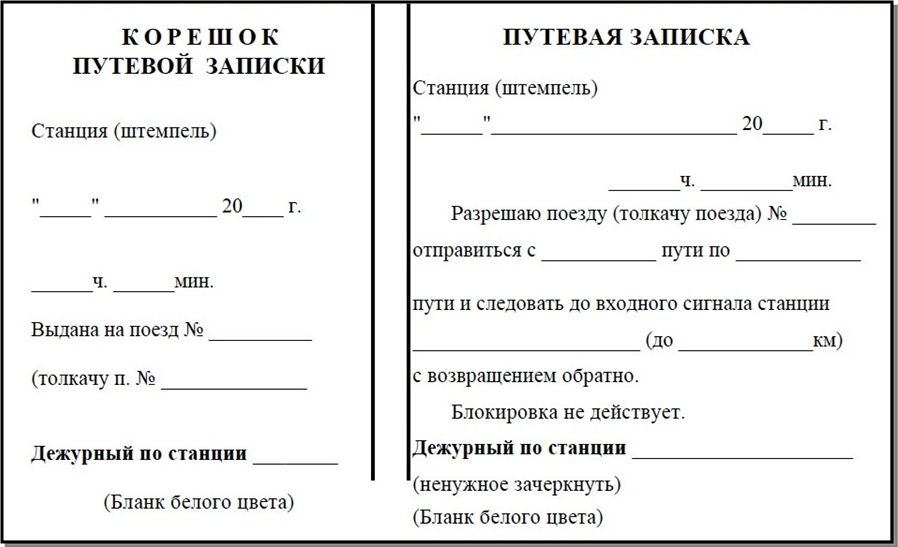 КОРЕШОК
ПУТЕВОЙ ЗАПИСКИ
Станция (штемпель)
"_____" ___________ 20____ г.
______ч. ______мин.
Выдана на поезд № __________
(толкачу п. № ______________
Дежурный по станции ________
(Бланк белого цвета)
ПУТЕВАЯ ЗАПИСКА
Станция (штемпель)
"______"________________________ 20_____ г.
_______ч. _________мин.
Разрешаю поезду (толкачу поезда) № ________
отправиться с ___________ пути по ____________
пути и следовать до входного сигнала станции
______________________ (до _____________км)
с возвращением обратно.
Блокировка не действует.
Дежурный по станции _____________________
(ненужное зачеркнуть)
(Бланк белого цвета)